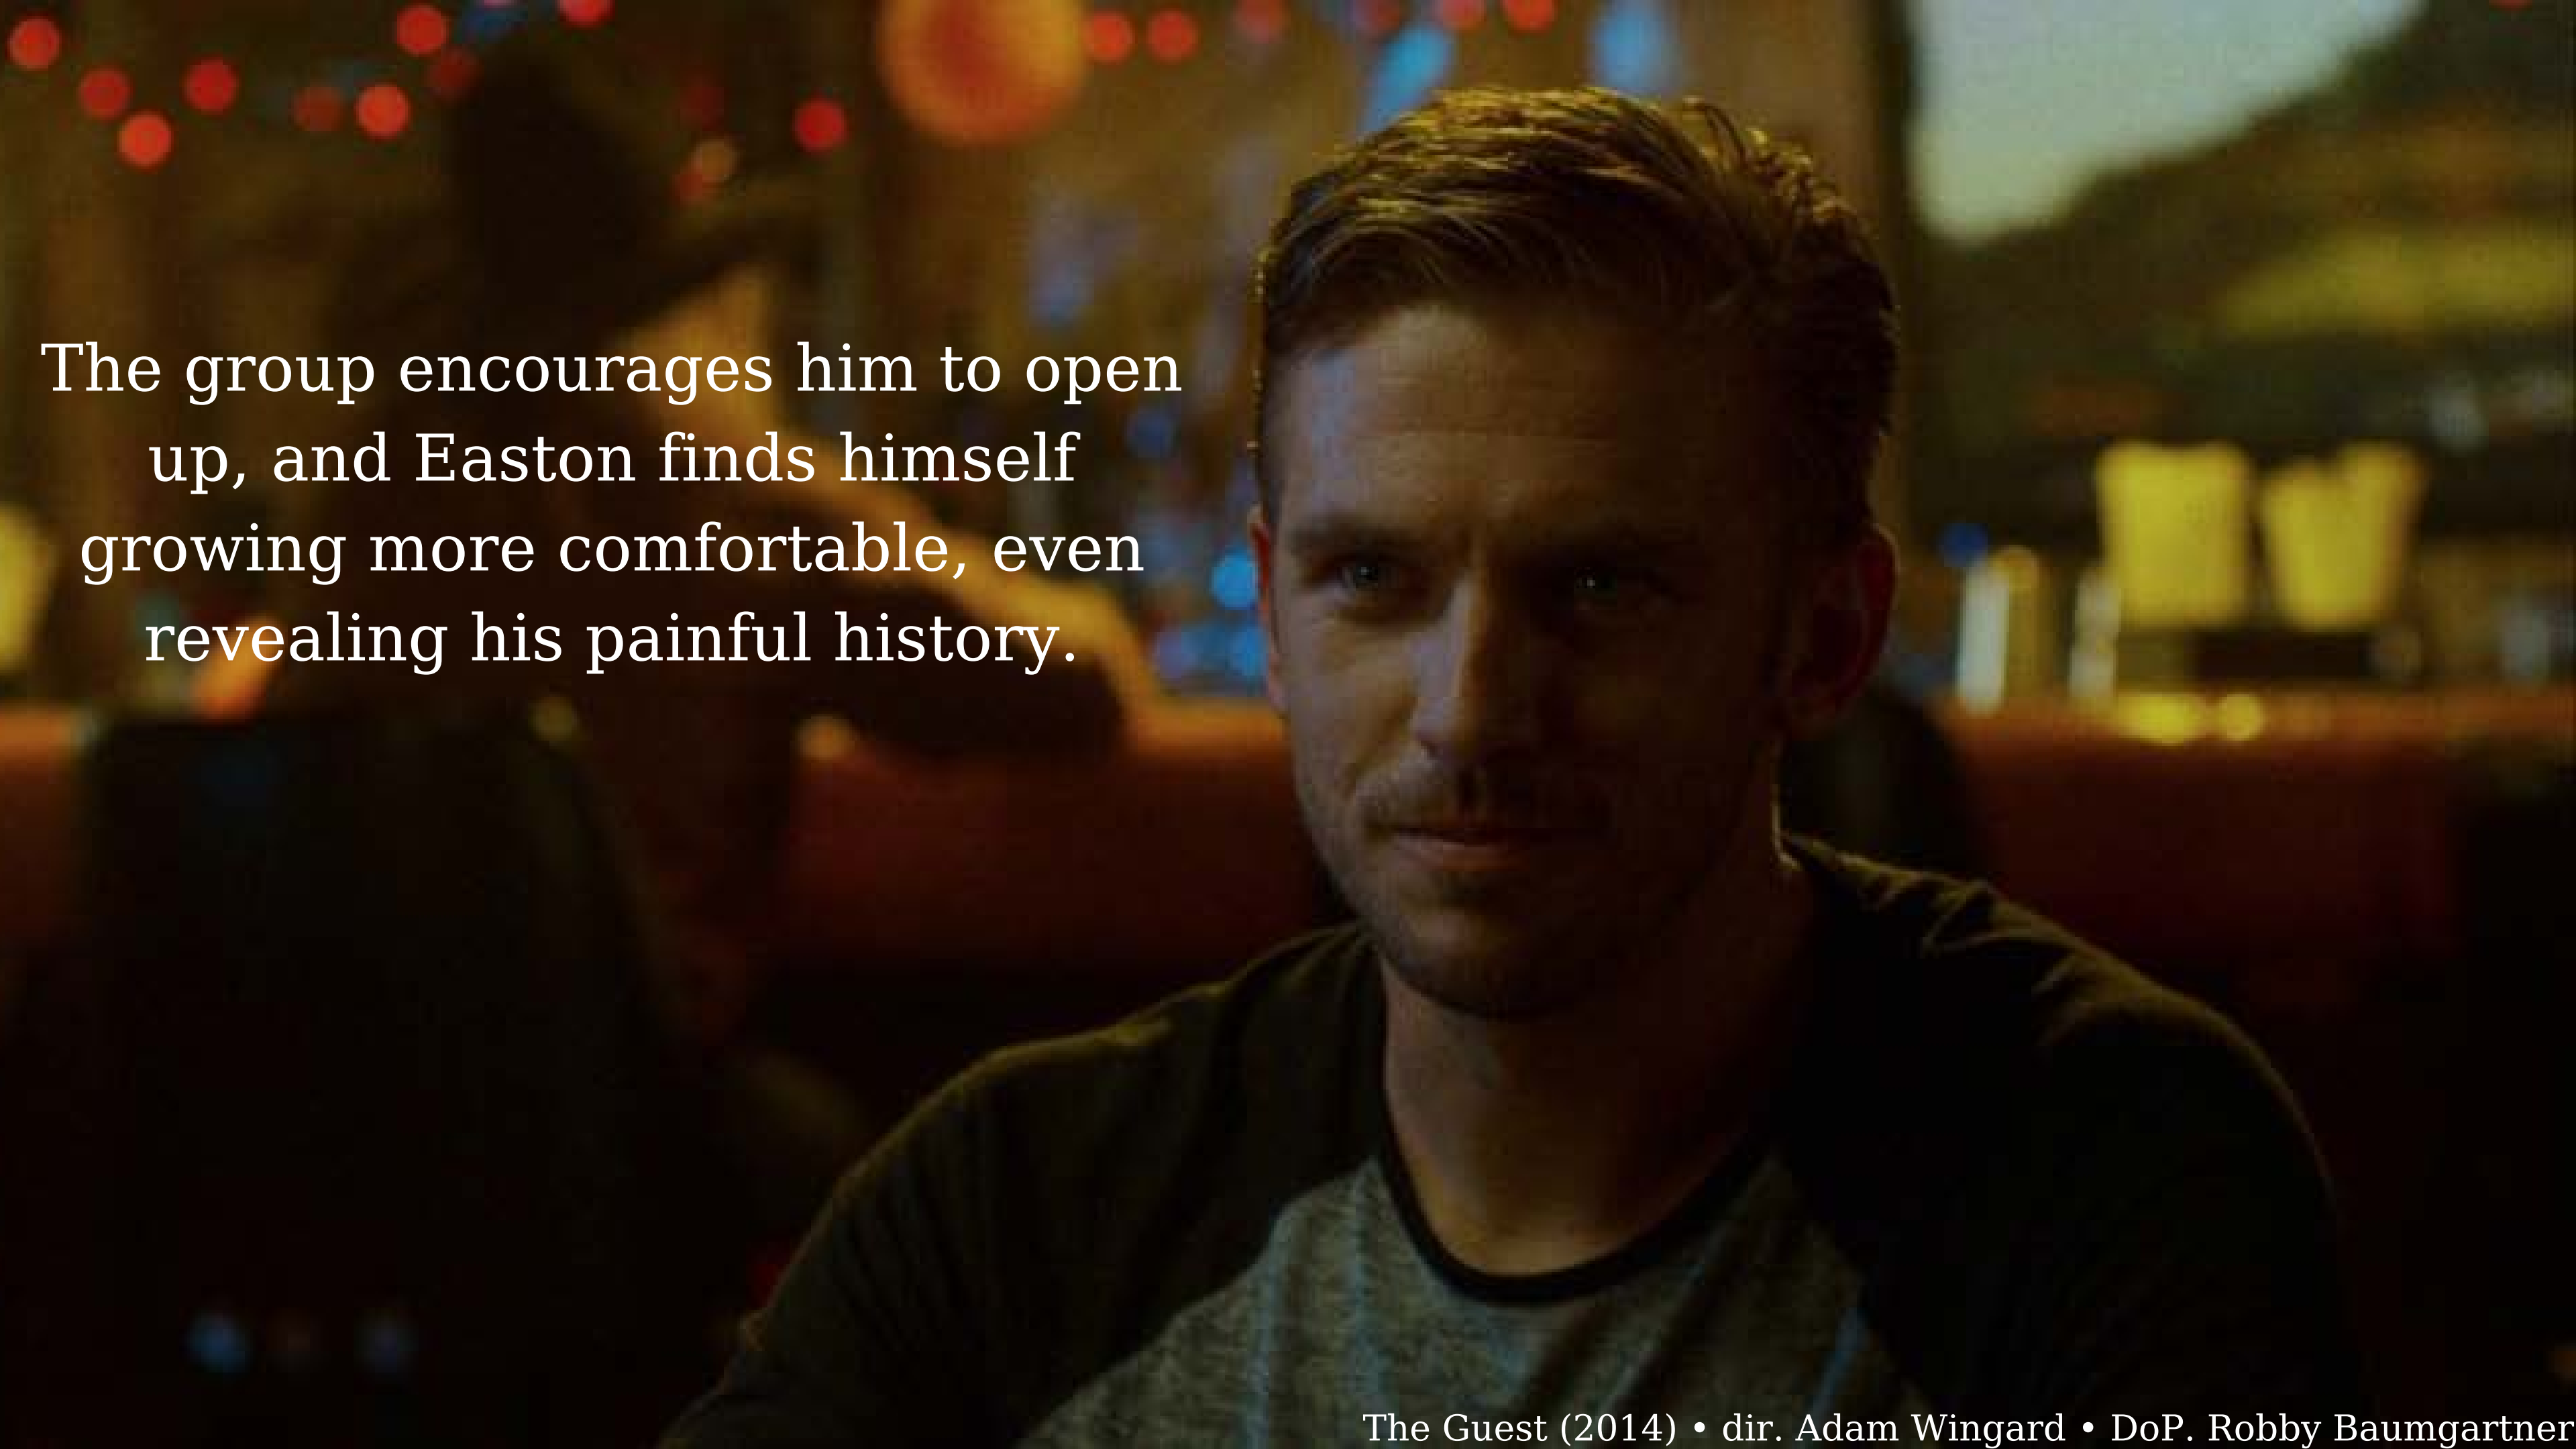 The group encourages him to open
up, and Easton finds himself
growing more comfortable, even
revealing his painful history.
The Guest (2014) • dir. Adam Wingard • DoP. Robby Baumgartner